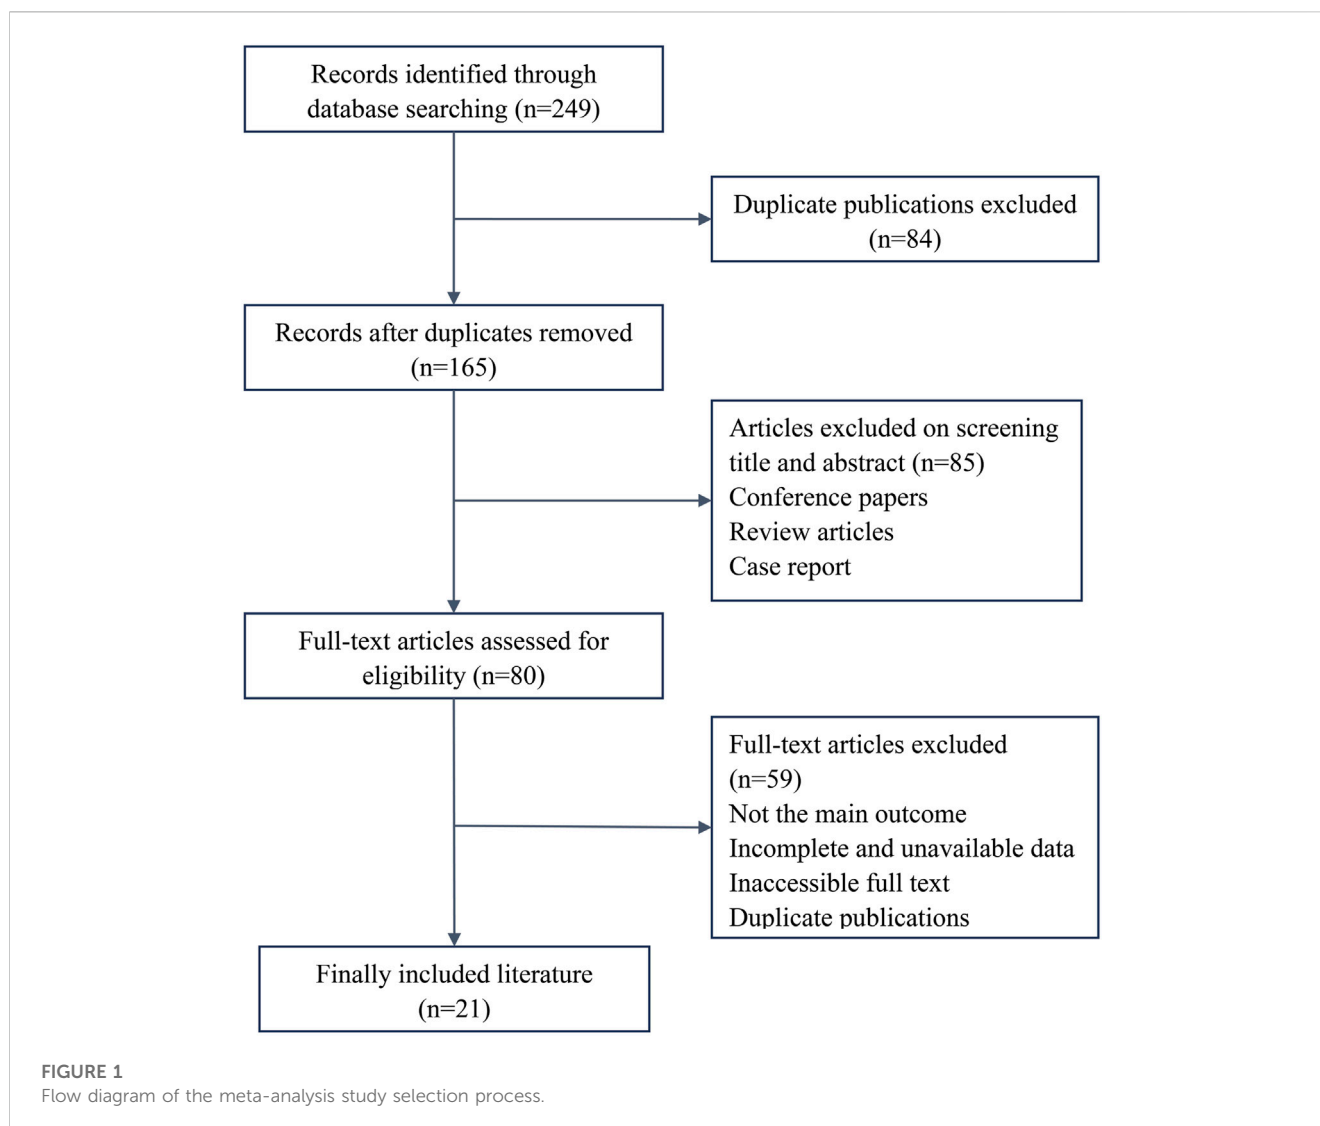 Records identified through
database searching (n=249)
Duplicate publications excluded
(n=84)
Records after duplicates removed
(n=165)
Articles excluded on screening
title and abstract (n=85)
Conference papers
Review articles
Case report
Full-text articles assessed for
eligibility (n=80)
Full-text articles excluded
(n=59)
Not the main outcome
Incomplete and unavailable data
Inaccessible full text
Duplicate publications
Finally included literature
(n=21)
FIGURE 1
Flow diagram of the meta-analysis study selection process.